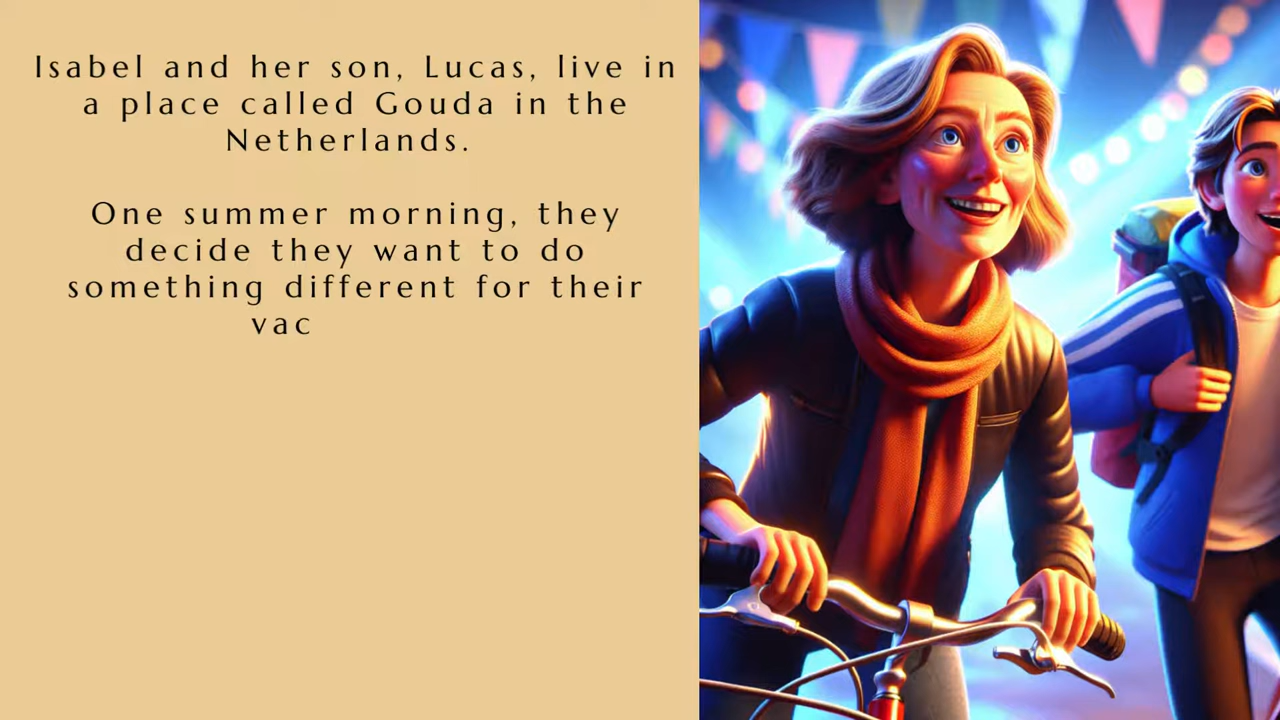 Isabel and her son, Lucas, live in
a place called Gouda in the
Netherlands.
One summer morning, they
decide they want to do
something different for their
vac